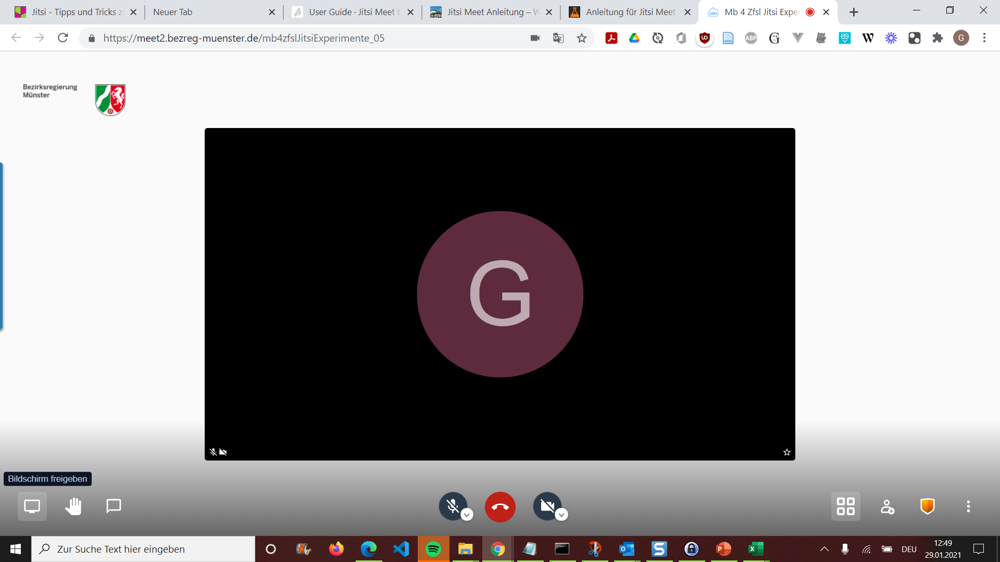 Jitsi - Tipps und Tricks z
Neuer Tab
User Guide · Jitsi Meet H
Jitsi Meet Anleitung – W
Anleitung für Jitsi Meet
Mb 4 Zfsl Jitsi Exper
https://meet2.bezreg-muenster.de/mb4zfslJitsiExperimente_05
ABP
G
W
G
Bezirksregierung
Münster
G
Bildschirm freigeben
Zur Suche Text hier eingeben
DEU
12:49
29.01.2021